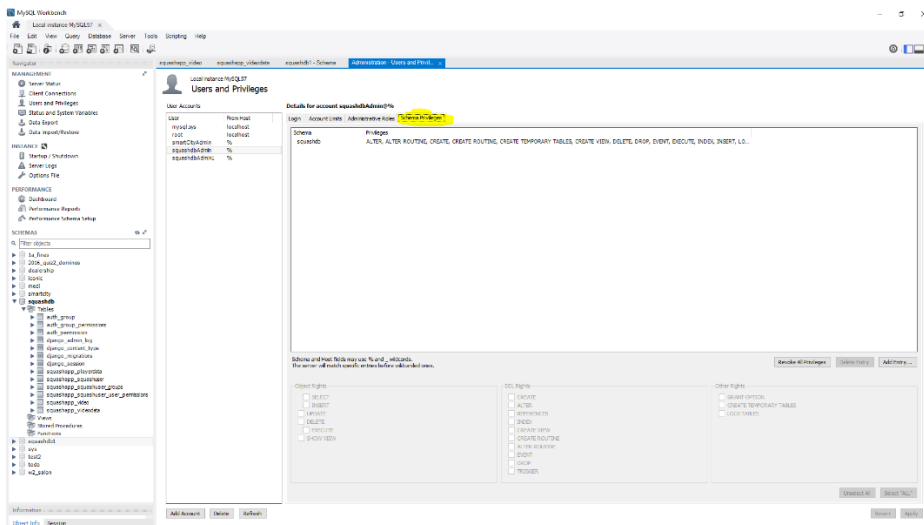 MySQL Workbench
Local instance MySQL57
File Edit View Query Database Server Tools Scripting Help
Navigator
squashapp_video squashapp_videodata squashdb1 - Schema Administration - Users and Privil...
MANAGEMENT
Server Status
Client Connections
Users and Privileges
Status and System Variables
Data Export
Data Import/Restore
INSTANCE
Startup / Shutdown
Server Logs
Options File
PERFORMANCE
Dashboard
Performance Reports
Performance Schema Setup
SCHEMAS
Filter objects
1a_fines
2016_quiz2_dominos
dealership
iconic
smartcity
squashdb
Tables
auth_group
auth_group_permissions
auth_permission
django_admin_log
django_content_type
django_migrations
django_session
squashapp_playerdata
squashapp_squashuser
squashapp_squashuser_groups
squashapp_squashuser_user_permissions
squashapp_video
squashapp_videodata
Views
Stored Procedures
Functions
squashdb1
sys
test2
todo
w2_salon
Information
Object Info Session
Local instance MySQL57
Users and Privileges
User Accounts
User From Host
mysql.sys localhost
root localhost
smartCityAdmin %
squashdbAdmin %
squashdbAdmin1 %
Add Account Delete Refresh
Details for account squashdbAdmin@%
Login Account Limits Administrative Roles Schema Privileges
Schema Privileges
squashdb ALTER, ALTER ROUTINE, CREATE, CREATE ROUTINE, CREATE TEMPORARY TABLES, CREATE VIEW, DELETE, DROP, EVENT, EXECUTE, INDEX, INSERT, LO...
Schema and Host fields may use % and _ wildcards.
The server will match specific entries before wildcarded ones.
Revoke All Privileges Delete Entry Add Entry...
Object Rights
SELECT
INSERT
UPDATE
DELETE
EXECUTE
SHOW VIEW
DDL Rights
CREATE
ALTER
REFERENCES
INDEX
CREATE VIEW
CREATE ROUTINE
ALTER ROUTINE
EVENT
DROP
TRIGGER
Other Rights
GRANT OPTION
CREATE TEMPORARY TABLES
LOCK TABLES
Unselect All Select "ALL"
Revert Apply